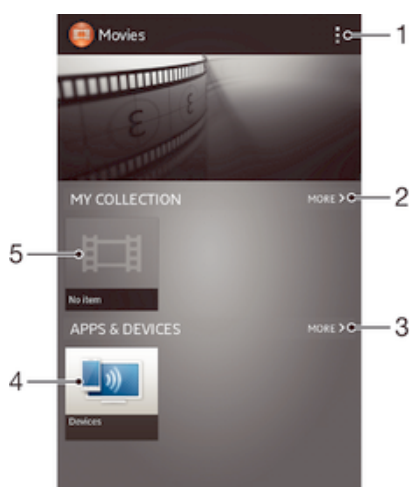 Movies
1
MY COLLECTION
MORE
2
5
No item
APPS & DEVICES
MORE
3
4
Devices